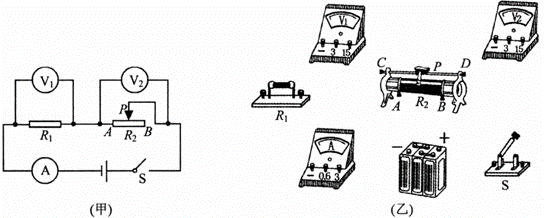 V₁
V₂
R₁
A
P
B
R₂
A
S
(甲)
V₁
－ 3 15
V₂
－ 3 15
C
P
D
A
R₂
B
R₁
A
－ 0.6 3
－
+
S
(乙)